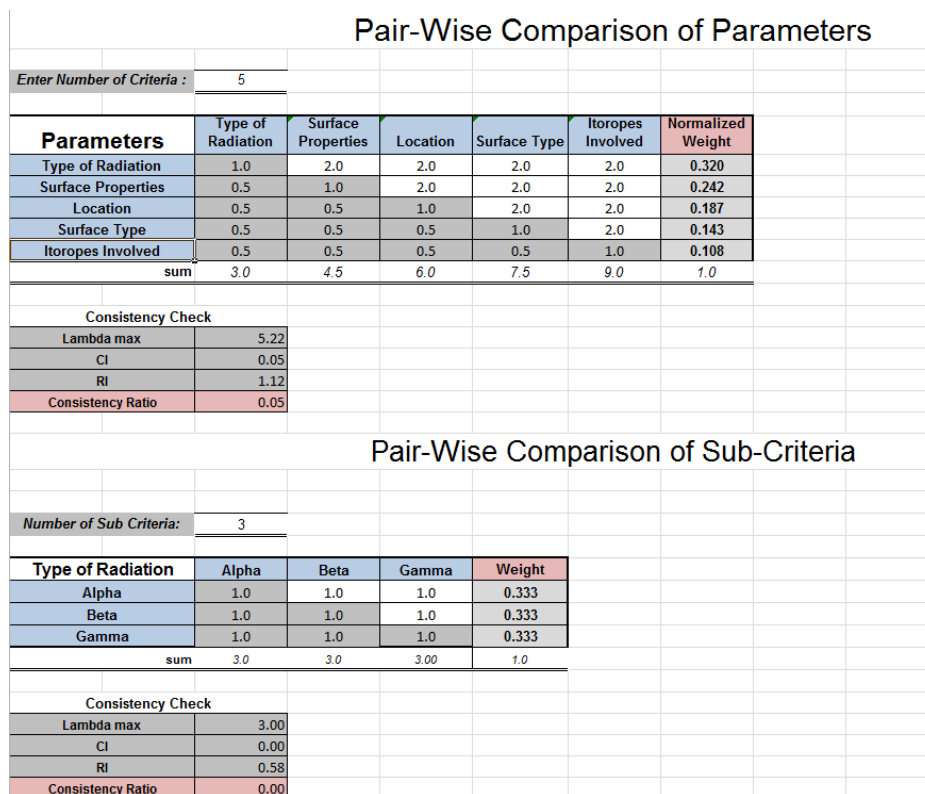 Pair-Wise Comparison of Parameters
Enter Number of Criteria : 5
Parameters Type of Radiation Surface Properties Location Surface Type Itoropes Involved Normalized Weight
Type of Radiation 1.0 2.0 2.0 2.0 2.0 0.320
Surface Properties 0.5 1.0 2.0 2.0 2.0 0.242
Location 0.5 0.5 1.0 2.0 2.0 0.187
Surface Type 0.5 0.5 0.5 1.0 2.0 0.143
Itoropes Involved 0.5 0.5 0.5 0.5 1.0 0.108
sum 3.0 4.5 6.0 7.5 9.0 1.0
Consistency Check
Lambda max 5.22
CI 0.05
RI 1.12
Consistency Ratio 0.05
Pair-Wise Comparison of Sub-Criteria
Number of Sub Criteria: 3
Type of Radiation Alpha Beta Gamma Weight
Alpha 1.0 1.0 1.0 0.333
Beta 1.0 1.0 1.0 0.333
Gamma 1.0 1.0 1.0 0.333
sum 3.0 3.0 3.00 1.0
Consistency Check
Lambda max 3.00
CI 0.00
RI 0.58
Consistency Ratio 0.00